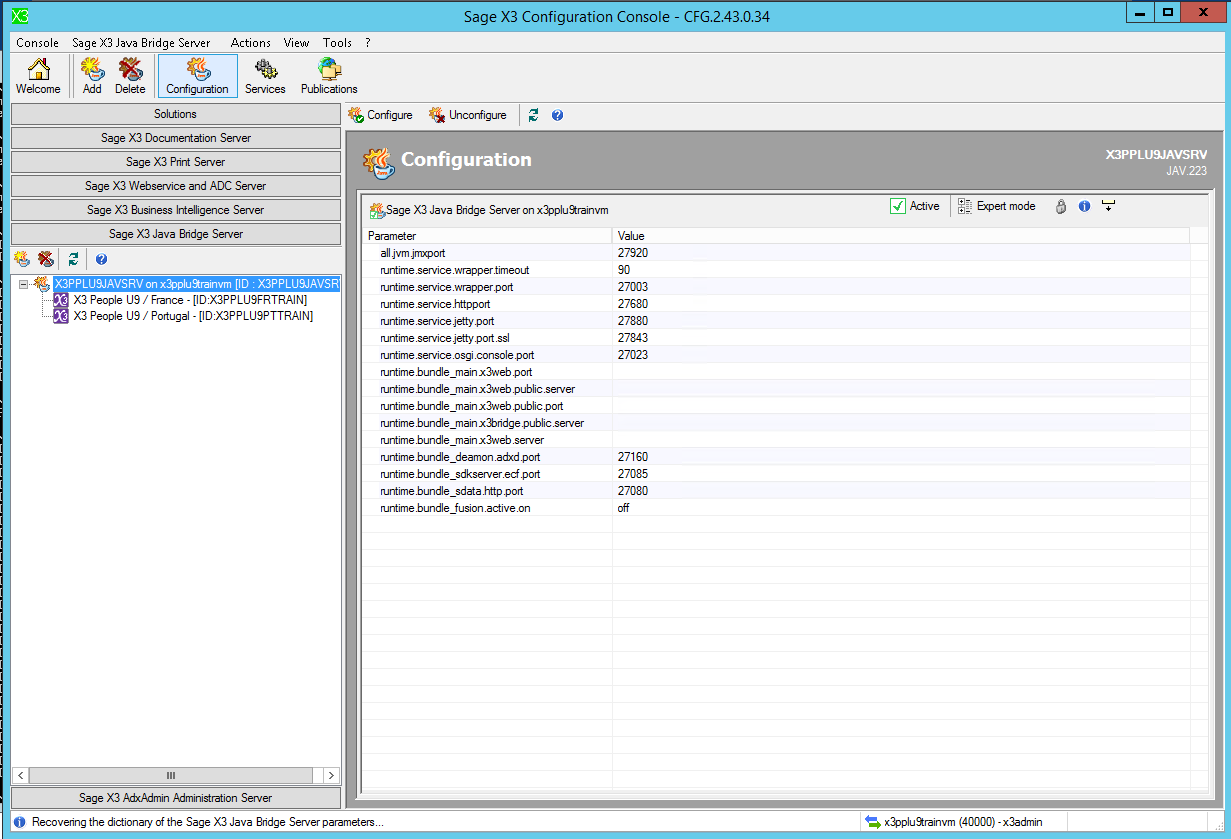 X3
Sage X3 Configuration Console - CFG.2.43.0.34
Console Sage X3 Java Bridge Server Actions View Tools ?
Welcome Add Delete Configuration Services Publications
Solutions
Sage X3 Documentation Server
Sage X3 Print Server
Sage X3 Webservice and ADC Server
Sage X3 Business Intelligence Server
Sage X3 Java Bridge Server
X3PPLU9JAVSRV on x3pplu9trainvm [ID : X3PPLU9JAVSR
X3 People U9 / France - [ID:X3PPLU9FRTRAIN]
X3 People U9 / Portugal - [ID:X3PPLU9PTTRAIN]
Sage X3 AdxAdmin Administration Server
Configure Unconfigure
Configuration
X3PPLU9JAVSRV
JAV.223
Sage X3 Java Bridge Server on x3pplu9trainvm
Active Expert mode
Parameter Value
all.jvm.jmxport 27920
runtime.service.wrapper.timeout 90
runtime.service.wrapper.port 27003
runtime.service.httpport 27680
runtime.service.jetty.port 27880
runtime.service.jetty.port.ssl 27843
runtime.service.osgi.console.port 27023
runtime.bundle_main.x3web.port
runtime.bundle_main.x3web.public.server
runtime.bundle_main.x3web.public.port
runtime.bundle_main.x3bridge.public.server
runtime.bundle_main.x3web.server
runtime.bundle_deamon.adxd.port 27160
runtime.bundle_sdkserver.ecf.port 27085
runtime.bundle_sdata.http.port 27080
runtime.bundle_fusion.active.on off
Recovering the dictionary of the Sage X3 Java Bridge Server parameters...
x3pplu9trainvm (40000) - x3admin